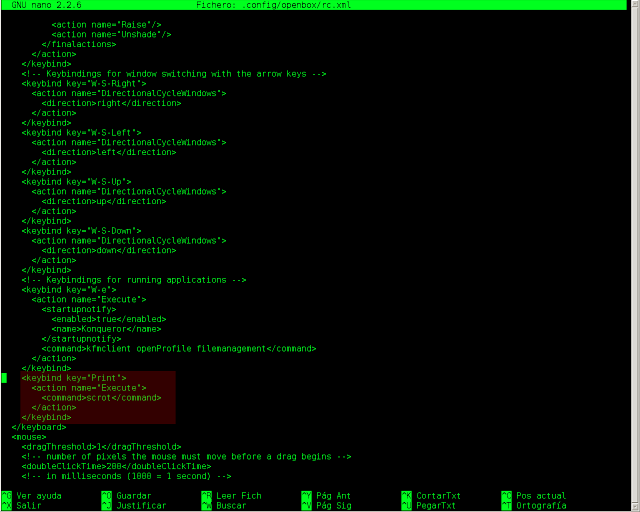 GNU nano 2.2.6 Fichero: .config/openbox/rc.xml
<action name="Raise"/>
<action name="Unshade"/>
</finalactions>
</action>
</keybind>
<!-- Keybindings for window switching with the arrow keys -->
<keybind key="W-S-Right">
<action name="DirectionalCycleWindows">
<direction>right</direction>
</action>
</keybind>
<keybind key="W-S-Left">
<action name="DirectionalCycleWindows">
<direction>left</direction>
</action>
</keybind>
<keybind key="W-S-Up">
<action name="DirectionalCycleWindows">
<direction>up</direction>
</action>
</keybind>
<keybind key="W-S-Down">
<action name="DirectionalCycleWindows">
<direction>down</direction>
</action>
</keybind>
<!-- Keybindings for running applications -->
<keybind key="W-e">
<action name="Execute">
<startupnotify>
<enabled>true</enabled>
<name>Konqueror</name>
</startupnotify>
<command>kfmclient openProfile filemanagement</command>
</action>
</keybind>
<keybind key="Print">
<action name="Execute">
<command>scrot</command>
</action>
</keybind>
</keyboard>
<mouse>
<dragThreshold>1</dragThreshold>
<!-- number of pixels the mouse must move before a drag begins -->
<doubleClickTime>200</doubleClickTime>
<!-- in milliseconds (1000 = 1 second) -->
^G Ver ayuda ^O Guardar ^R Leer Fich ^Y Pág Ant ^K CortarTxt ^C Pos actual
^X Salir ^J Justificar ^W Buscar ^V Pág Sig ^U PegarTxt ^T Ortografía